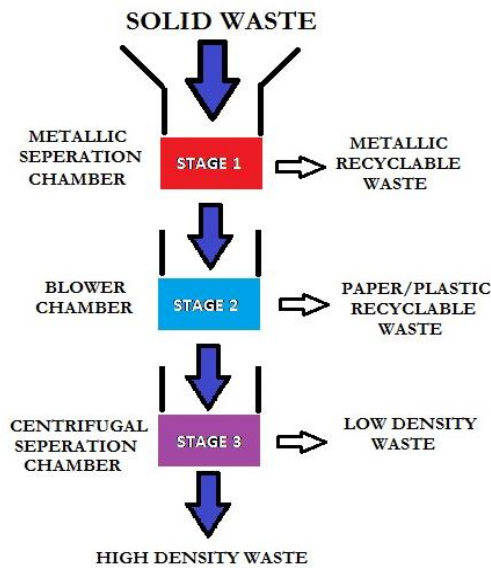 SOLID WASTE
METALLIC
SEPERATION
CHAMBER
STAGE 1
METALLIC
RECYCLABLE
WASTE
BLOWER
CHAMBER
STAGE 2
PAPER/PLASTIC
RECYCLABLE
WASTE
CENTRIFUGAL
SEPERATION
CHAMBER
STAGE 3
LOW DENSITY
WASTE
HIGH DENSITY WASTE